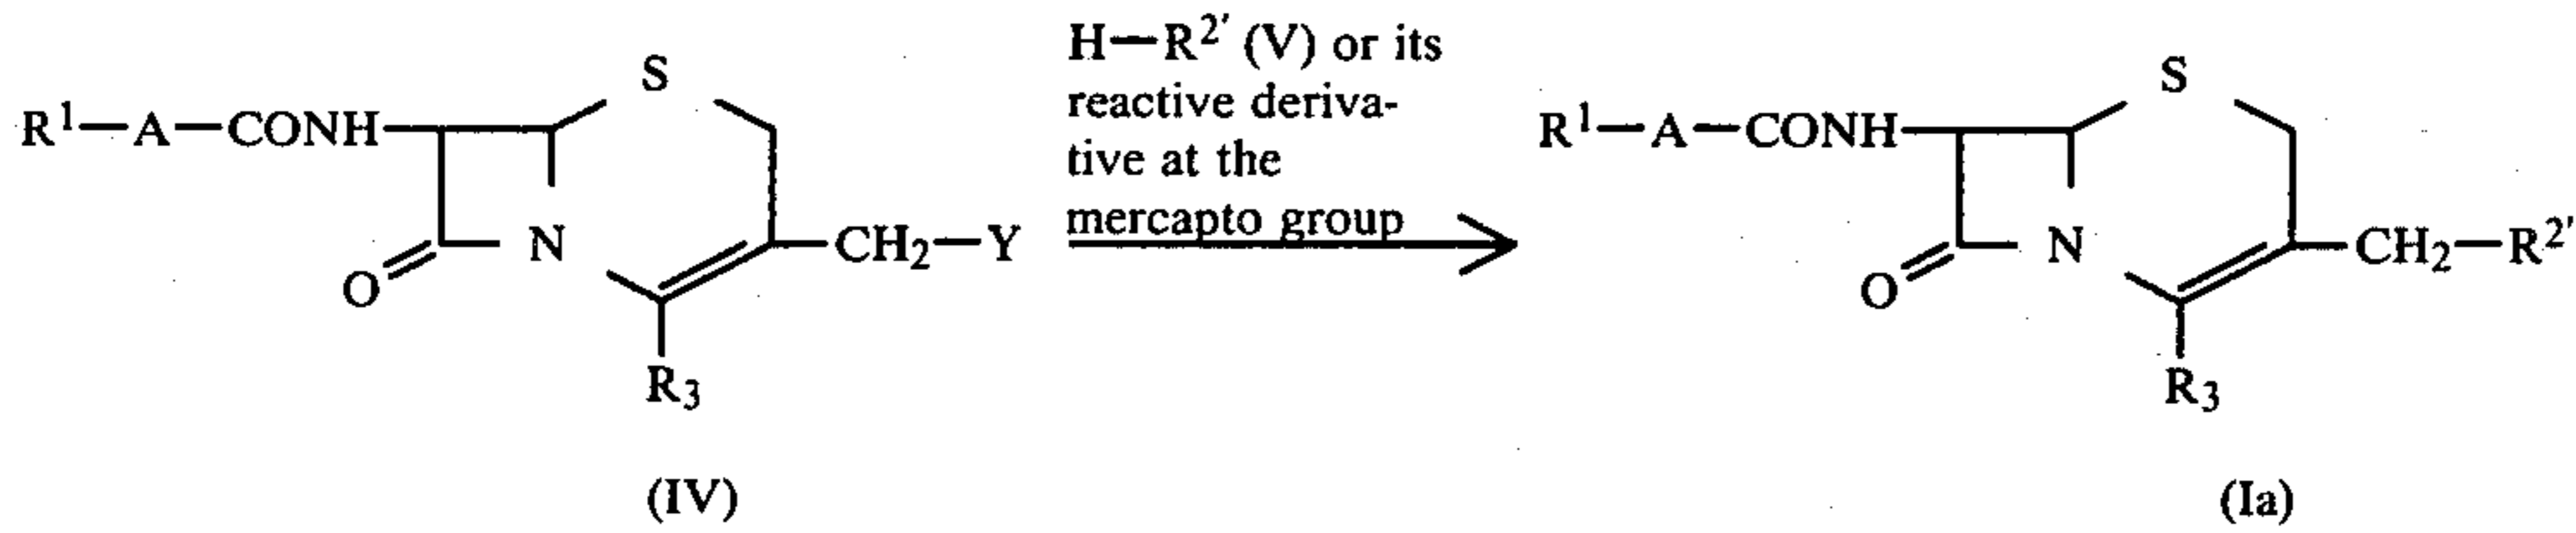 H—R²' (V) or its
reactive deriva-
tive at the
mercapto group
S
R¹—A—CONH
N
CH₂—Y
O
R₃
(IV)
S
R¹—A—CONH
N
CH₂—R²'
O
R₃
(Ia)